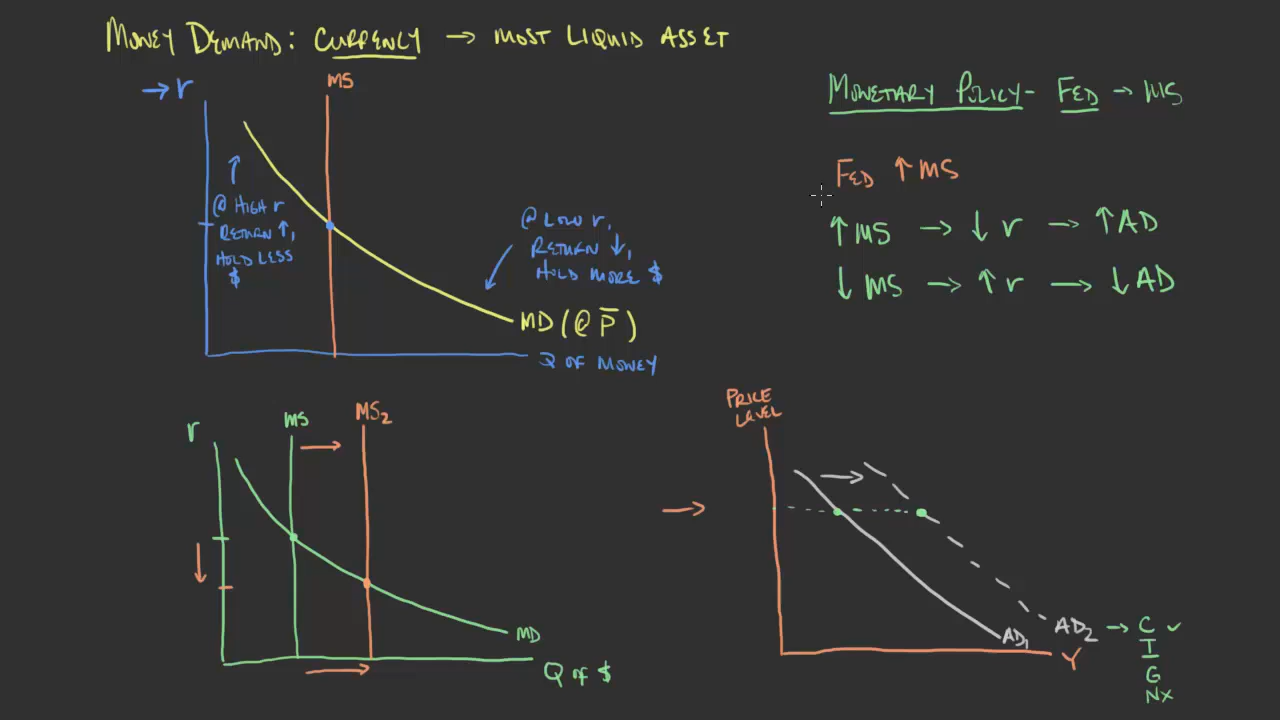 MONEY DEMAND: CURRENCY → MOST LIQUID ASSET
→ r
MS
@ HIGH r
RETURN ↑,
HOLD LESS
$
@ LOW r,
RETURN ↓,
HOLD MORE $
MD (@ P̅)
Q OF MONEY
MONETARY POLICY- FED → MS
FED ↑ MS
↑ MS → ↓ r → ↑ AD
↓ MS → ↑ r → ↓ AD
r
MS
MS₂
MD
Q OF $
PRICE
LEVEL
AD₁
AD₂ → C ✓
I
G
NX
Y